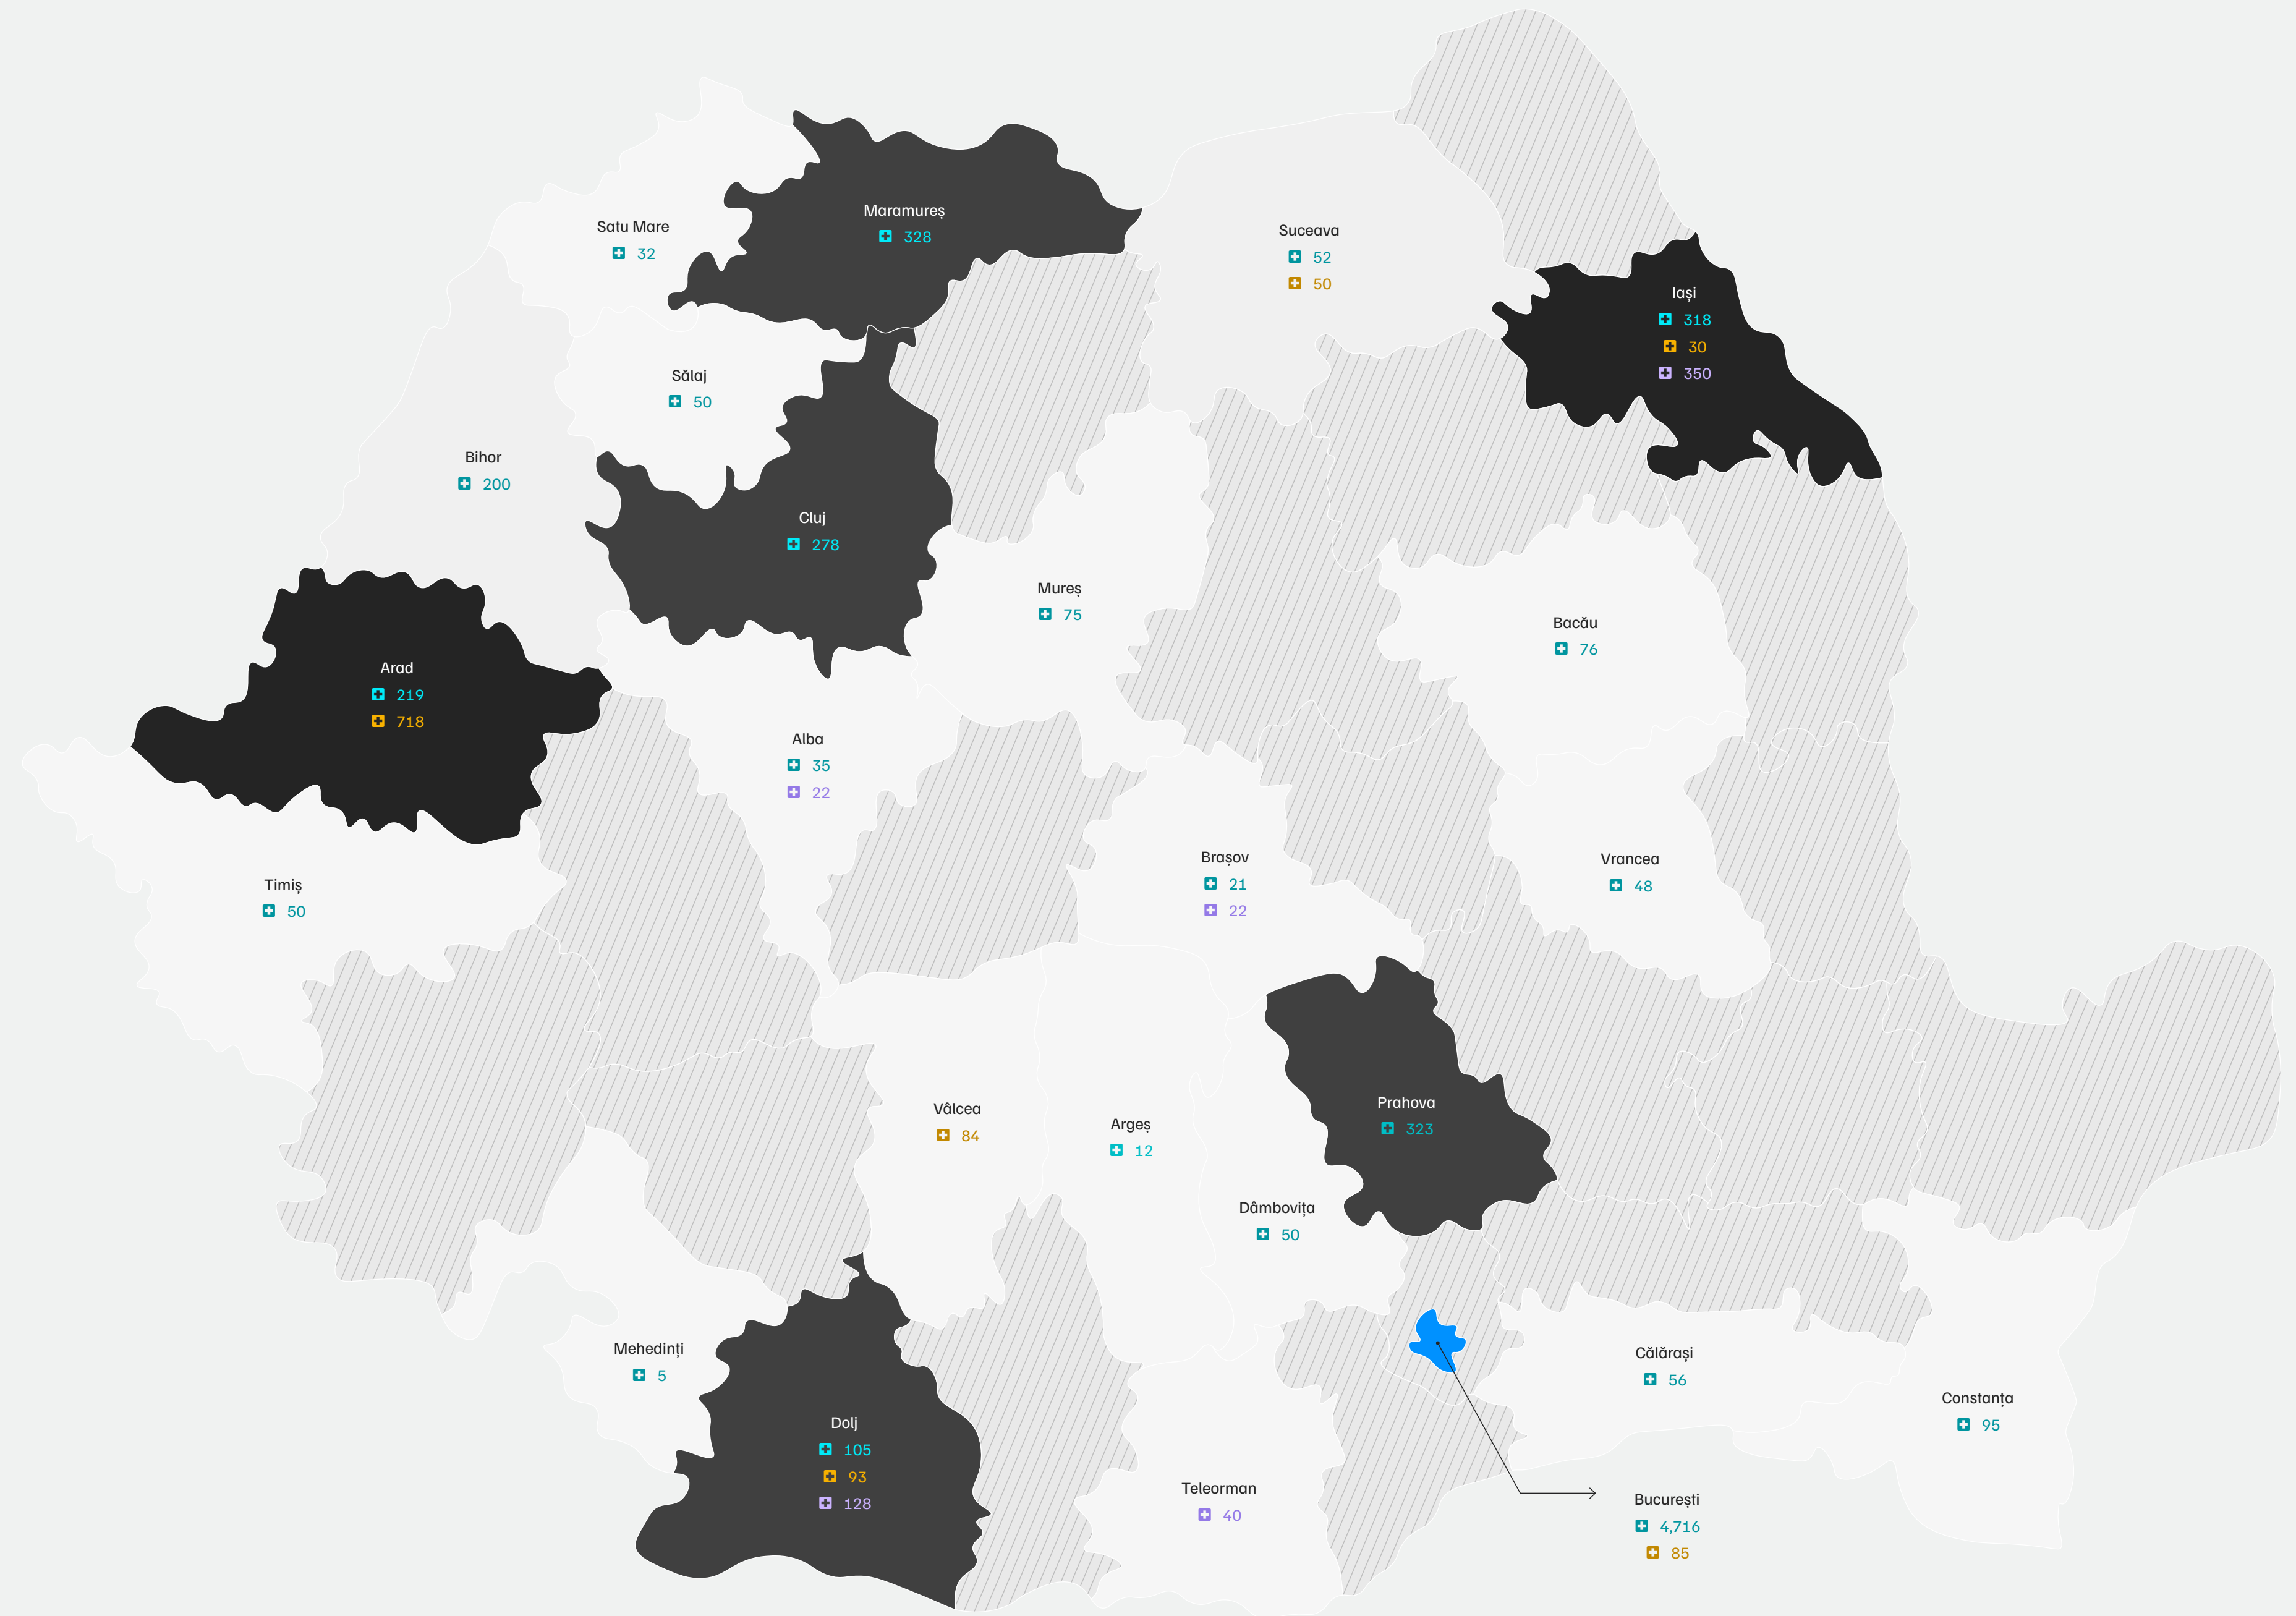 Satu Mare
32
Maramureș
328
Suceava
52
50
Iași
318
30
350
Sălaj
50
Bihor
200
Cluj
278
Mureș
75
Bacău
76
Arad
219
718
Alba
35
22
Timiș
50
Brașov
21
22
Vrancea
48
Vâlcea
84
Argeș
12
Prahova
323
Dâmbovița
50
Mehedinți
5
Dolj
105
93
128
Teleorman
40
Călărași
56
Constanța
95
București
4,716
85